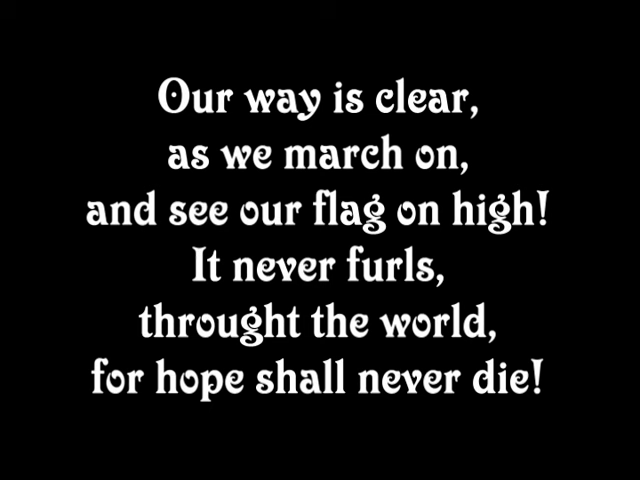 Our way is clear,
as we march on,
and see our flag on high!
It never furls,
throught the world,
for hope shall never die!